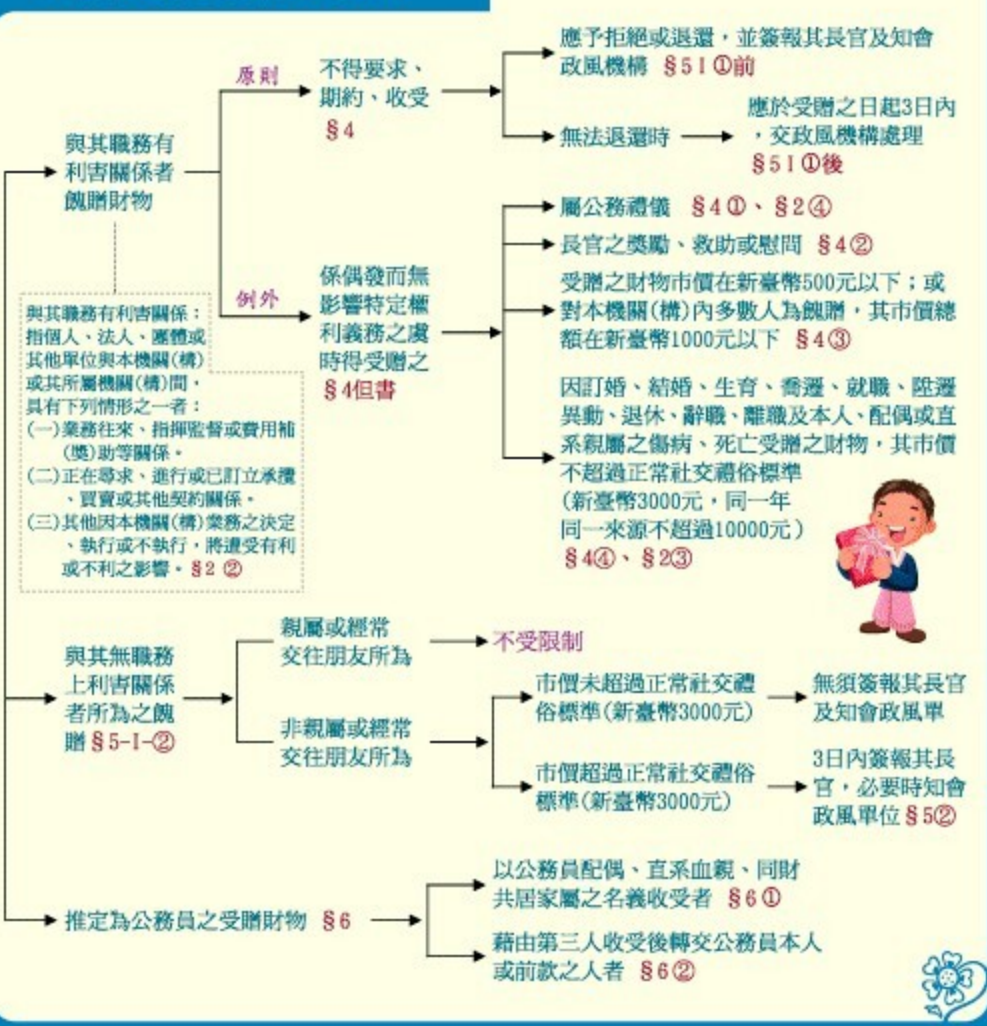 原則
不得要求、
期約、收受
§4
應予拒絕或退還，並簽報其長官及知會
政風機構 §5I①前
無法退還時
應於受贈之日起3日內
，交政風機構處理
§5I①後
與其職務有
利害關係者
餽贈財物
例外
係偶發而無
影響特定權
利義務之虞
時得受贈之
§4但書
屬公務禮儀 §4①、§2④
長官之獎勵、救助或慰問 §4②
受贈之財物市價在新臺幣500元以下；或
對本機關(構)內多數人為餽贈，其市價總
額在新臺幣1000元以下 §4③
因訂婚、結婚、生育、喬遷、就職、陞遷
異動、退休、辭職、離職及本人、配偶或直
系親屬之傷病、死亡受贈之財物，其市價
不超過正常社交禮俗標準
(新臺幣3000元，同一年
同一來源不超過10000元)
§4④、§2③
與其職務有利害關係：
指個人、法人、團體或
其他單位與本機關(構)
或其所屬機關(構)間，
具有下列情形之一者：
(一)業務往來、指揮監督或費用補
(獎)助等關係。
(二)正在尋求、進行或已訂立承攬
、買賣或其他契約關係。
(三)其他因本機關(構)業務之決定
、執行或不執行，將遭受有利
或不利之影響。§2 ②
與其無職務
上利害關係
者所為之餽
贈§5-I-②
親屬或經常
交往朋友所為
不受限制
非親屬或經常
交往朋友所為
市價未超過正常社交禮
俗標準(新臺幣3000元)
無須簽報其長官
及知會政風單
市價超過正常社交禮俗
標準(新臺幣3000元)
3日內簽報其長
官，必要時知會
政風單位§5②
推定為公務員之受贈財物 §6
以公務員配偶、直系血親、同財
共居家屬之名義收受者 §6①
藉由第三人收受後轉交公務員本人
或前款之人者 §6②